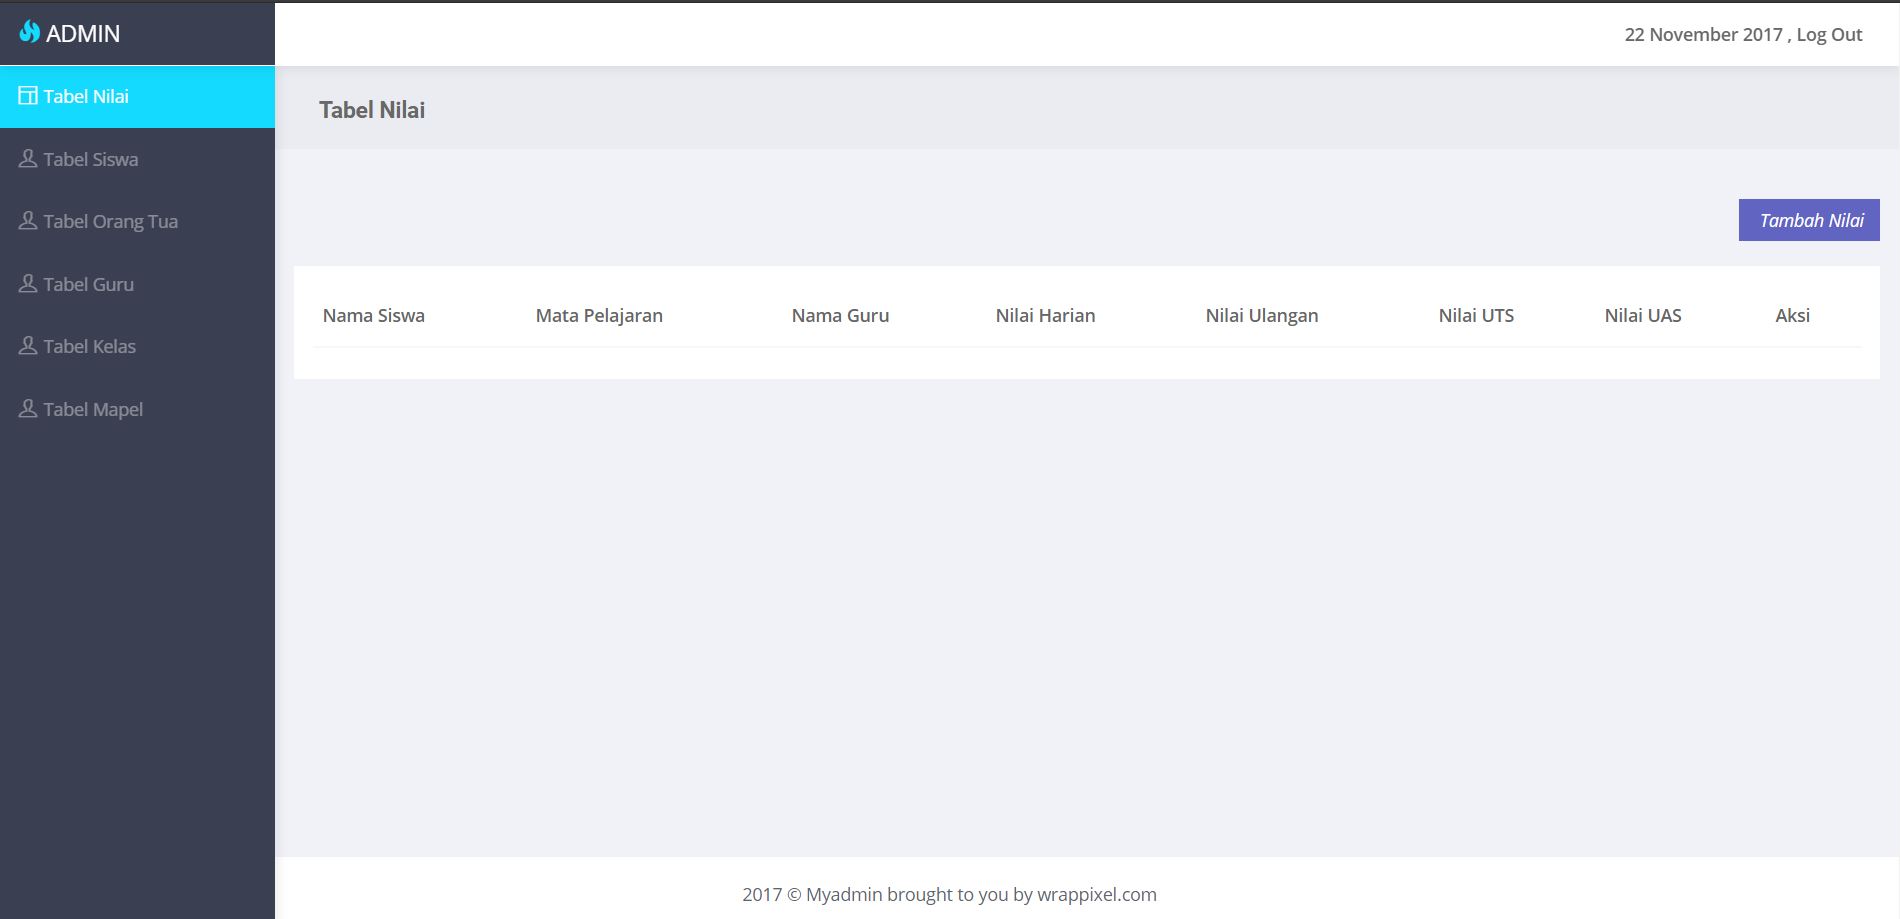 ADMIN
22 November 2017 , Log Out
Tabel Nilai
Tabel Siswa
Tabel Orang Tua
Tabel Guru
Tabel Kelas
Tabel Mapel
Tabel Nilai
Tambah Nilai
Nama Siswa Mata Pelajaran Nama Guru Nilai Harian Nilai Ulangan Nilai UTS Nilai UAS Aksi
2017 © Myadmin brought to you by wrappixel.com